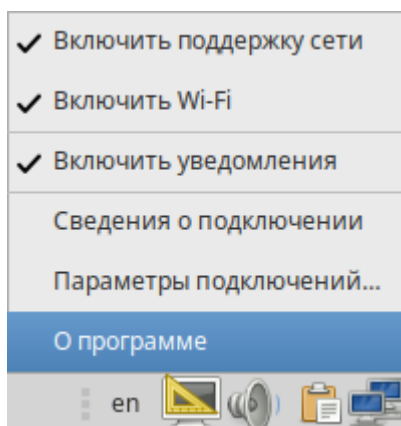 Включить поддержку сети
Включить Wi-Fi
Включить уведомления
Сведения о подключении
Параметры подключений...
О программе
en